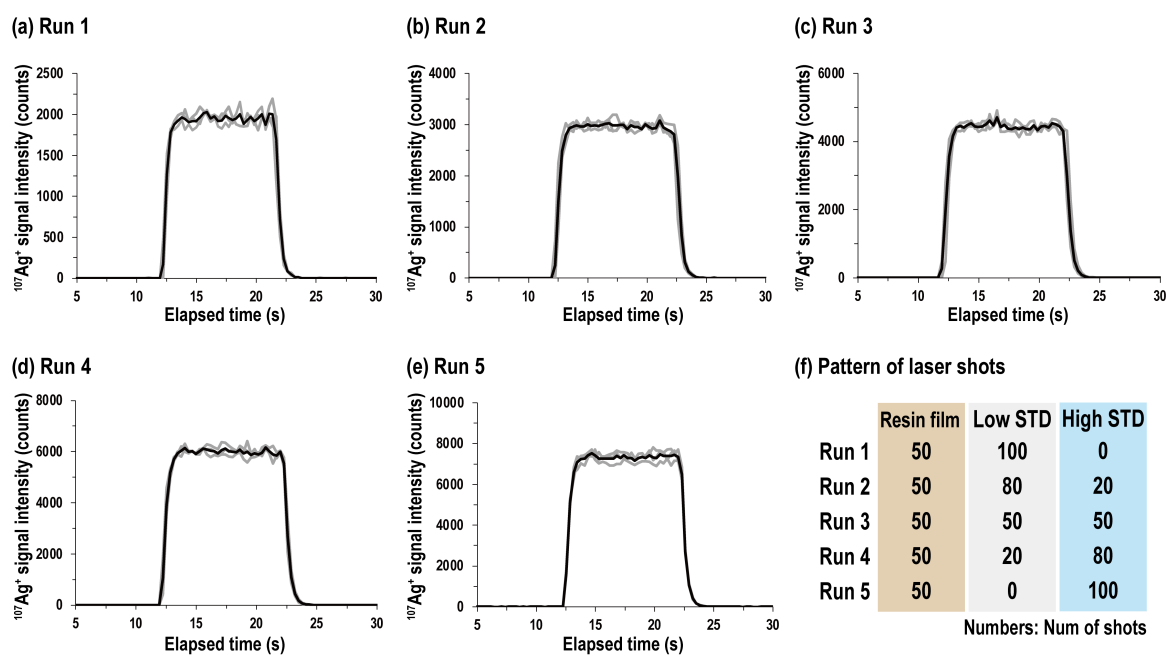 (a) Run 1
(b) Run 2
(c) Run 3
¹⁰⁷Ag⁺ signal intensity (counts)
2500
2000
1500
1000
500
0
5 10 15 20 25 30
Elapsed time (s)
¹⁰⁷Ag⁺ signal intensity (counts)
4000
3000
2000
1000
0
5 10 15 20 25 30
Elapsed time (s)
¹⁰⁷Ag⁺ signal intensity (counts)
6000
4000
2000
0
5 10 15 20 25 30
Elapsed time (s)
(d) Run 4
(e) Run 5
(f) Pattern of laser shots
¹⁰⁷Ag⁺ signal intensity (counts)
8000
6000
4000
2000
0
5 10 15 20 25 30
Elapsed time (s)
¹⁰⁷Ag⁺ signal intensity (counts)
10000
8000
6000
4000
2000
0
5 10 15 20 25 30
Elapsed time (s)
Resin film Low STD High STD
Run 1 50 100 0
Run 2 50 80 20
Run 3 50 50 50
Run 4 50 20 80
Run 5 50 0 100
Numbers: Num of shots